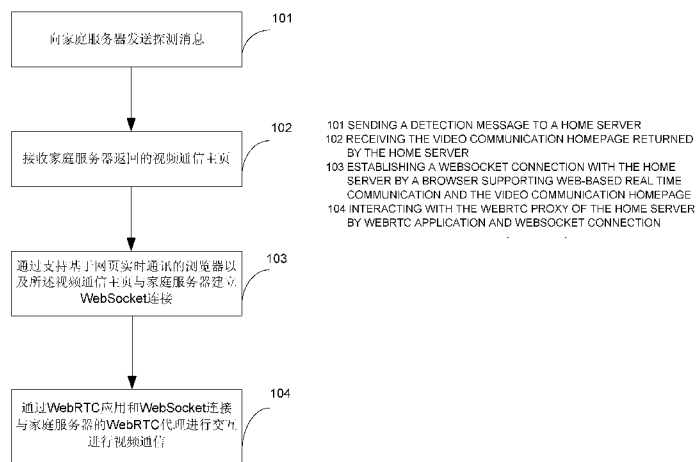 101
向家庭服务器发送探测消息
102
接收家庭服务器返回的视频通信主页
103
通过支持基于网页实时通讯的浏览器以
及所述视频通信主页与家庭服务器建立
WebSocket连接
104
通过WebRTC应用和WebSocket连接
与家庭服务器的WebRTC代理进行交互
进行视频通信
101 SENDING A DETECTION MESSAGE TO A HOME SERVER
102 RECEIVING THE VIDEO COMMUNICATION HOMEPAGE RETURNED
BY THE HOME SERVER
103 ESTABLISHING A WEBSOCKET CONNECTION WITH THE HOME
SERVER BY A BROWSER SUPPORTING WEB-BASED REAL TIME
COMMUNICATION AND THE VIDEO COMMUNICATION HOMEPAGE
104 INTERACTING WITH THE WEBRTC PROXY OF THE HOME SERVER
BY WEBRTC APPLICATION AND WEBSOCKET CONNECTION